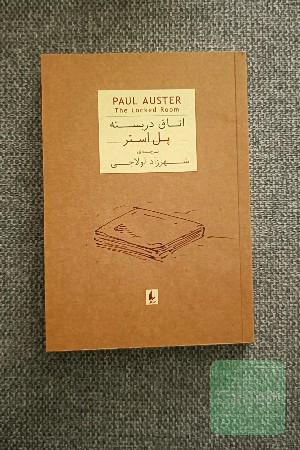 PAUL AUSTER
The Locked Room
اتاق دربسته
پل استر
ترجمه‌ی
شهرزاد لولاچی